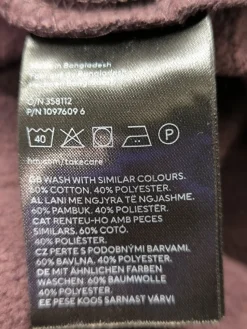 Made in Bangladesh
Bangladesh
O/N 358112
P/N 1097609 6
40
P
hm.com/takecare
GB WASH WITH SIMILAR COLOURS.
60% COTTON, 40% POLYESTER.
AL LANI ME NGJYRA TË NGJASHME.
60% PAMBUK, 40% POLIESTËR.
CAT RENTEU-HO AMB PECES
SIMILARS. 60% COTÓ,
40% POLIÈSTER.
CZ PERTE S PODOBNÝMI BARVAMI.
60% BAVLNA, 40% POLYESTER.
DE MIT ÄHNLICHEN FARBEN
WASCHEN. 60% BAUMWOLLE
40% POLYESTER.
EE PESE KOOS SARNAST VÄRVI